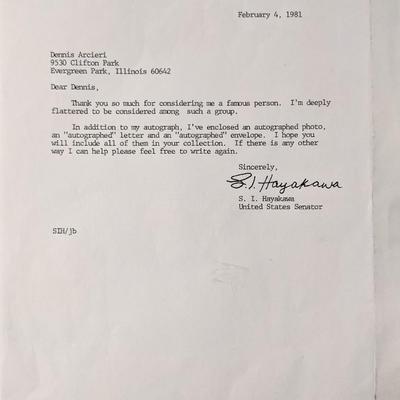 February 4, 1981
Dennis Arcieri
9530 Clifton Park
Evergreen Park, Illinois 60642
Dear Dennis,
Thank you so much for considering me a famous person. I'm deeply
flattered to be considered among such a group.
In addition to my autograph, I've enclosed an autographed photo,
an "autographed" letter and an "autographed" envelope. I hope you
will include all of them in your collection. If there is any other
way I can help please feel free to write again.
Sincerely,
S. I. Hayakawa
S. I. Hayakawa
United States Senator
SIH/jb